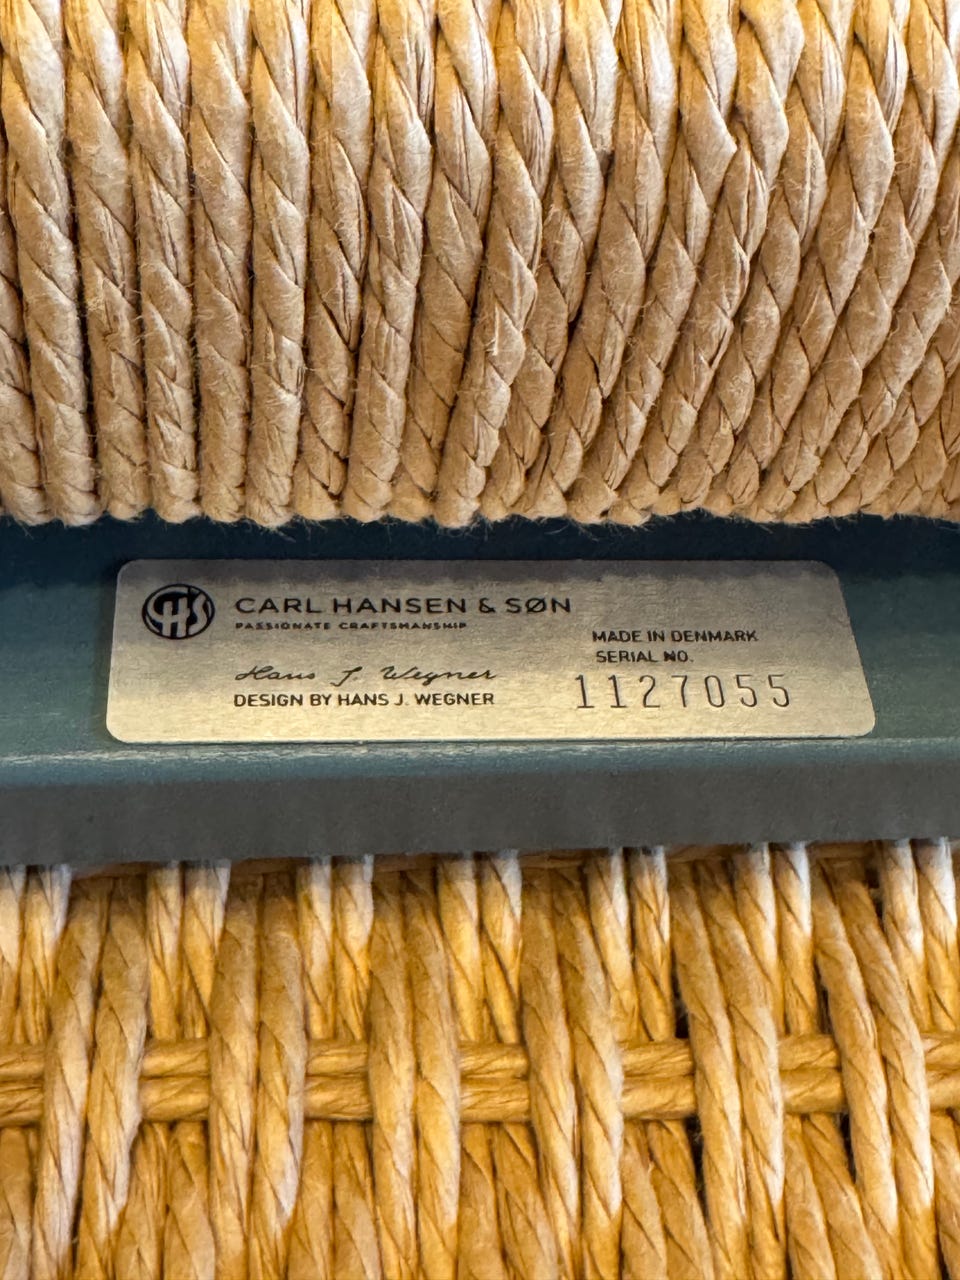 CHS
CARL HANSEN & SØN
PASSIONATE CRAFTSMANSHIP
Hans J. Wegner
DESIGN BY HANS J. WEGNER
MADE IN DENMARK
SERIAL NO.
1127055